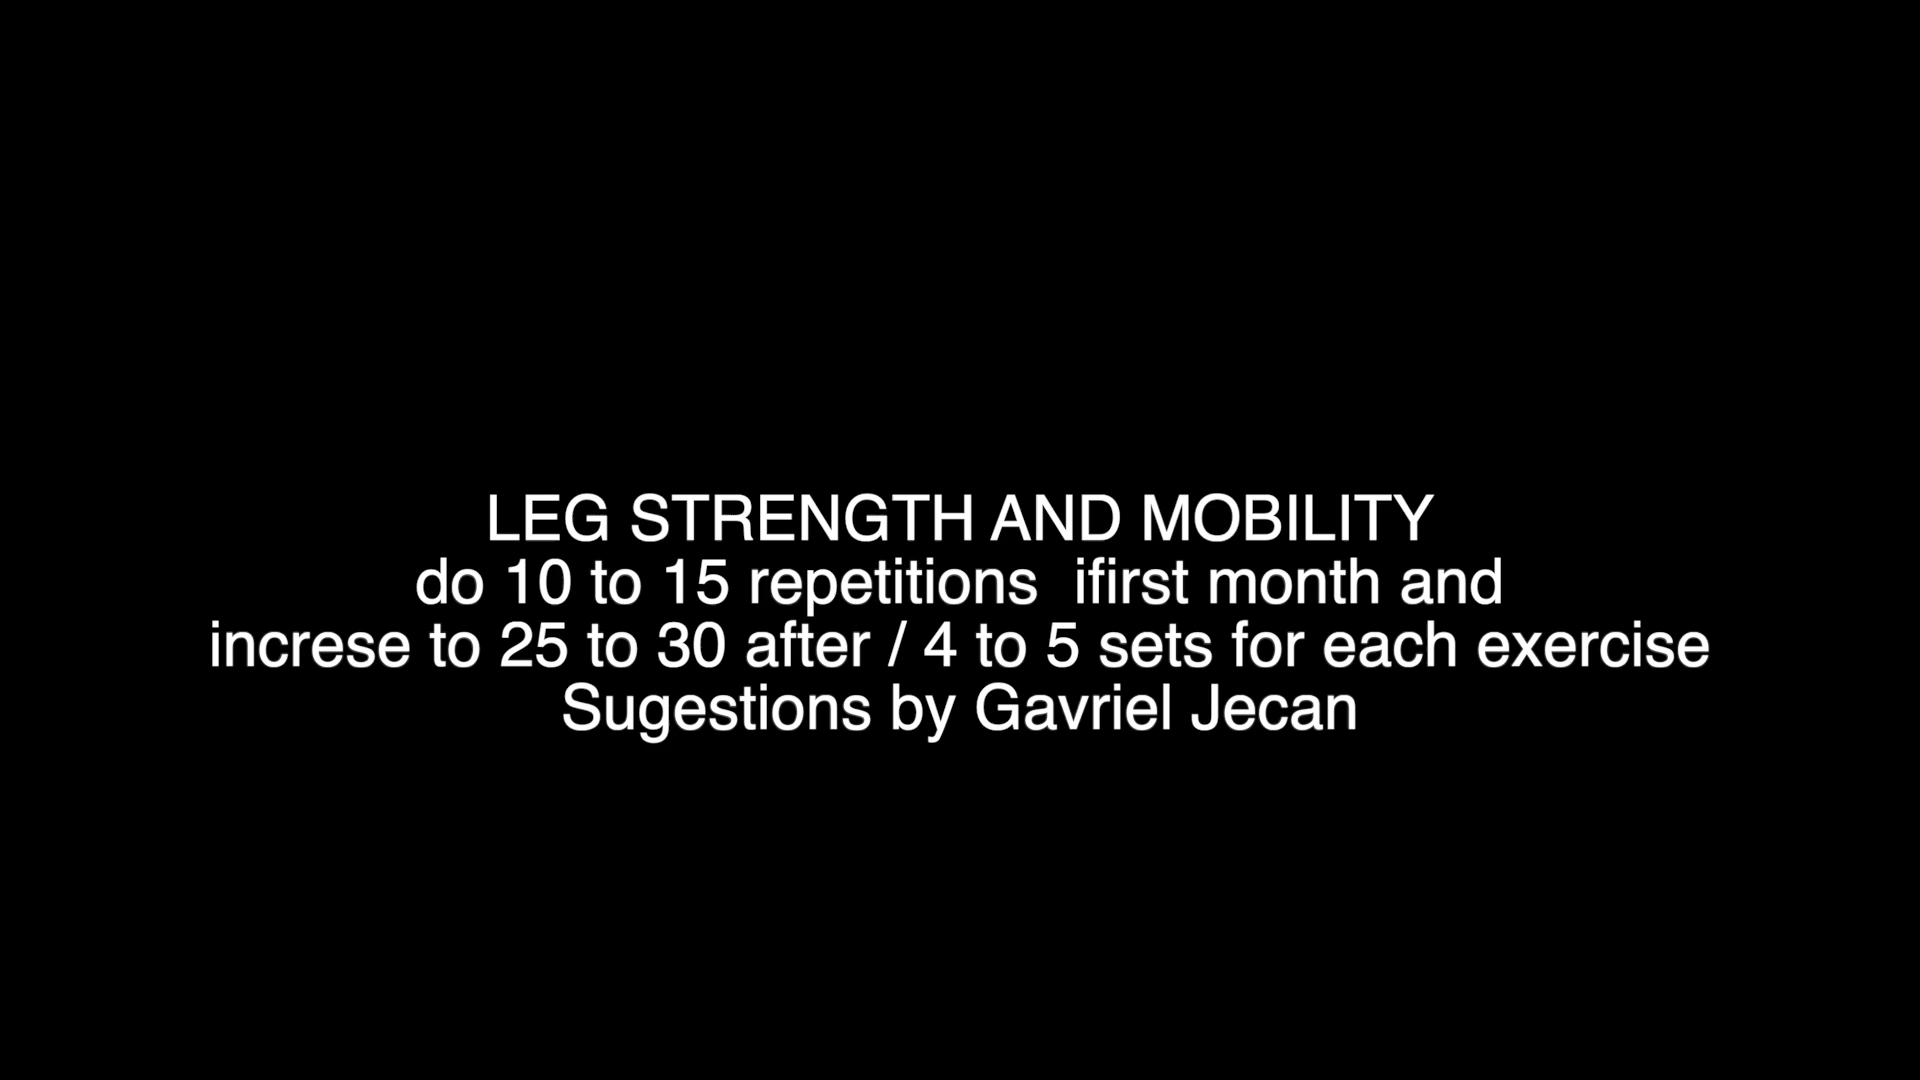 LEG STRENGTH AND MOBILITY
do 10 to 15 repetitions  ifirst month and
increse to 25 to 30 after / 4 to 5 sets for each exercise
Sugestions by Gavriel Jecan